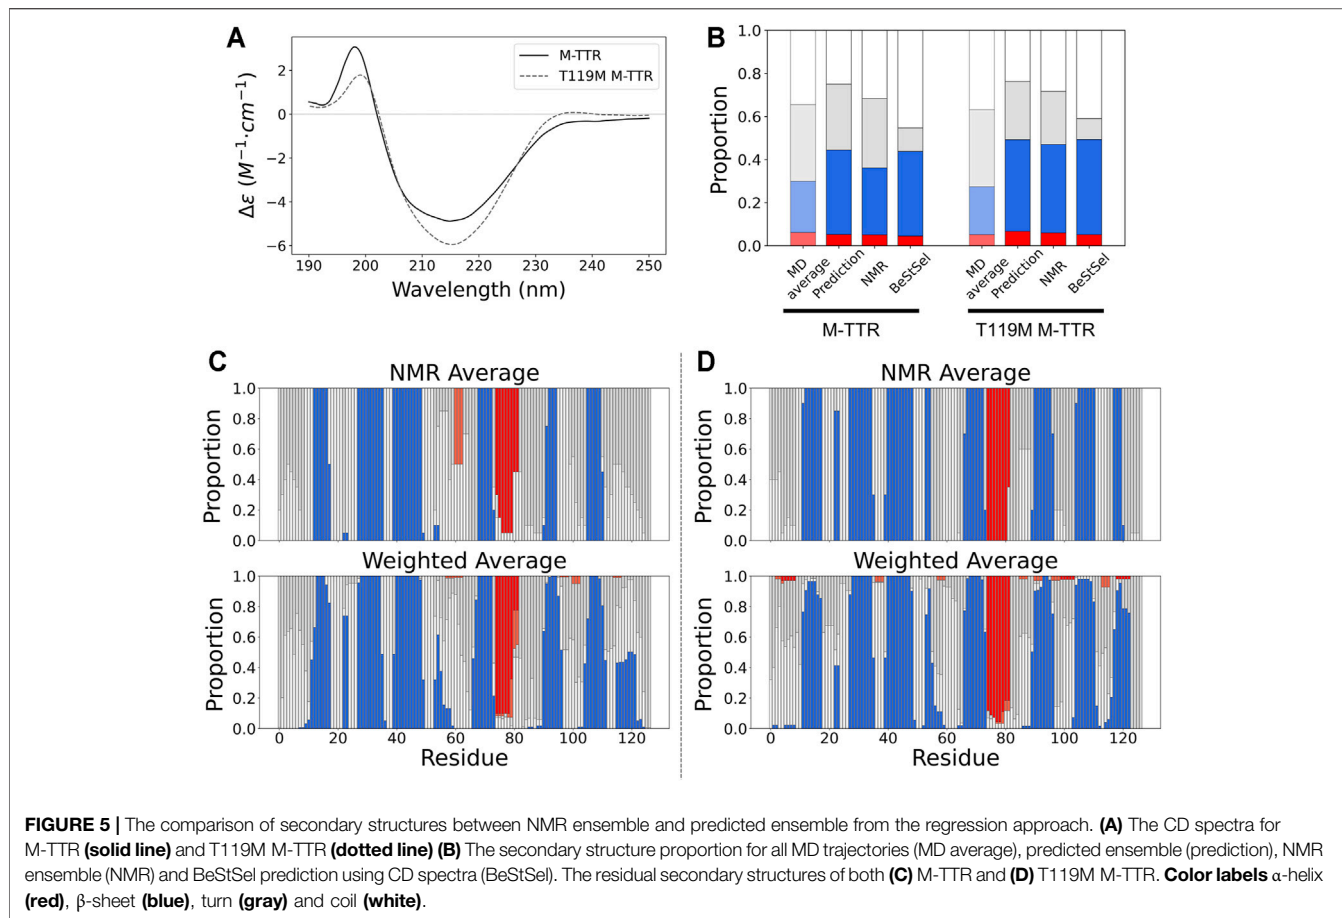 A
M-TTR
T119M M-TTR
Δε (M⁻¹·cm⁻¹)
2
0
−2
−4
−6
190 200 210 220 230 240 250
Wavelength (nm)
B
Proportion
1.0
0.8
0.6
0.4
0.2
0.0
MD average
Prediction
NMR
BeStSel
MD average
Prediction
NMR
BeStSel
M-TTR
T119M M-TTR
C
NMR Average
Proportion
1.0
0.8
0.6
0.4
0.2
0.0
Weighted Average
Proportion
1.0
0.8
0.6
0.4
0.2
0.0
0 20 40 60 80 100 120
Residue
D
NMR Average
Proportion
1.0
0.8
0.6
0.4
0.2
0.0
Weighted Average
Proportion
1.0
0.8
0.6
0.4
0.2
0.0
0 20 40 60 80 100 120
Residue
FIGURE 5 | The comparison of secondary structures between NMR ensemble and predicted ensemble from the regression approach. (A) The CD spectra for
M-TTR (solid line) and T119M M-TTR (dotted line) (B) The secondary structure proportion for all MD trajectories (MD average), predicted ensemble (prediction), NMR
ensemble (NMR) and BeStSel prediction using CD spectra (BeStSel). The residual secondary structures of both (C) M-TTR and (D) T119M M-TTR. Color labels α-helix
(red), β-sheet (blue), turn (gray) and coil (white).